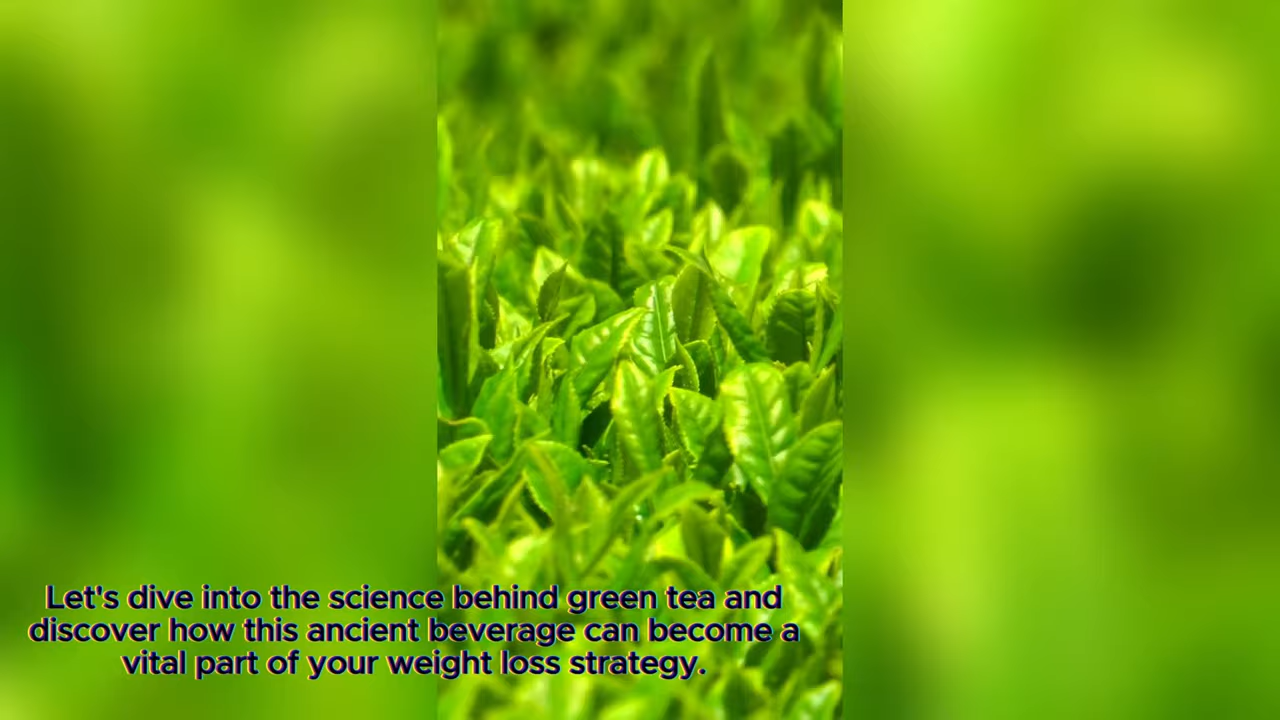 Let's dive into the science behind green tea and
discover how this ancient beverage can become a
vital part of your weight loss strategy.